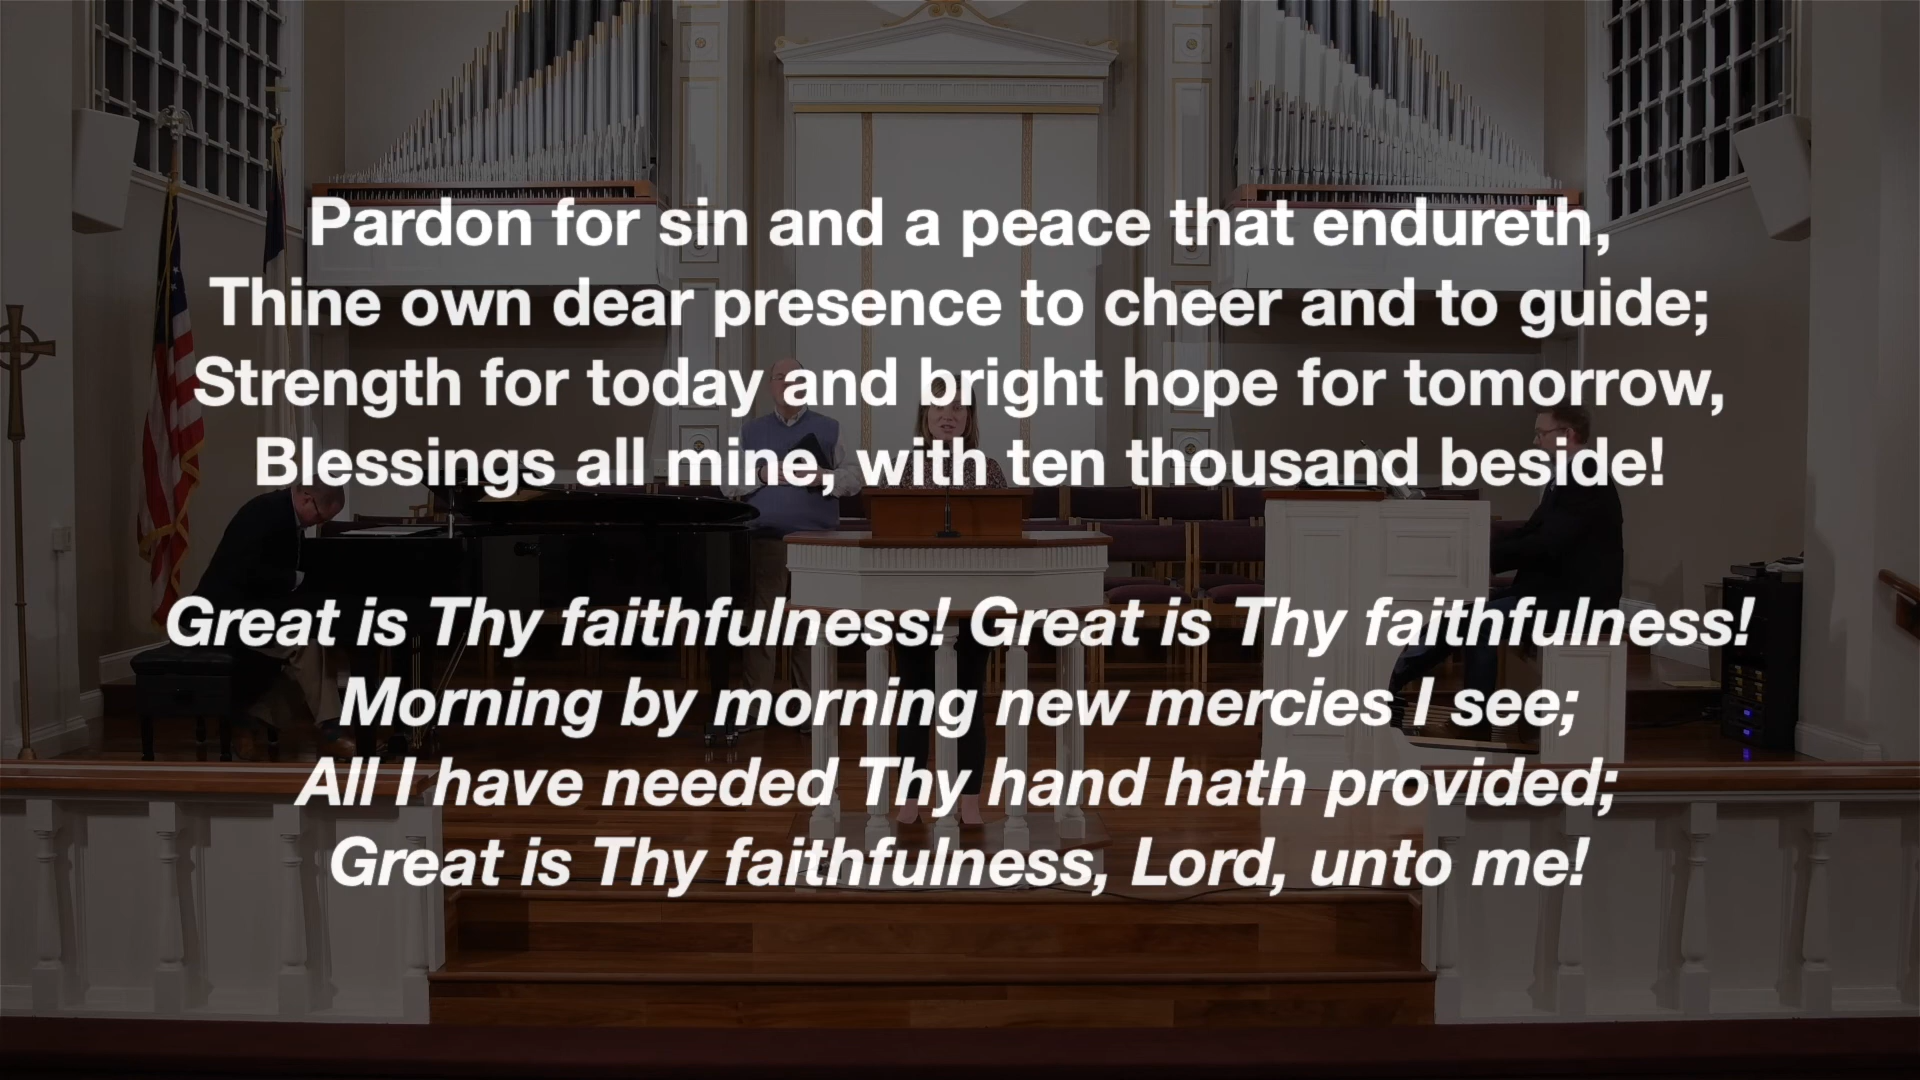 Pardon for sin and a peace that endureth,
Thine own dear presence to cheer and to guide;
Strength for today and bright hope for tomorrow,
Blessings all mine, with ten thousand beside!
Great is Thy faithfulness! Great is Thy faithfulness!
Morning by morning new mercies I see;
All I have needed Thy hand hath provided;
Great is Thy faithfulness, Lord, unto me!